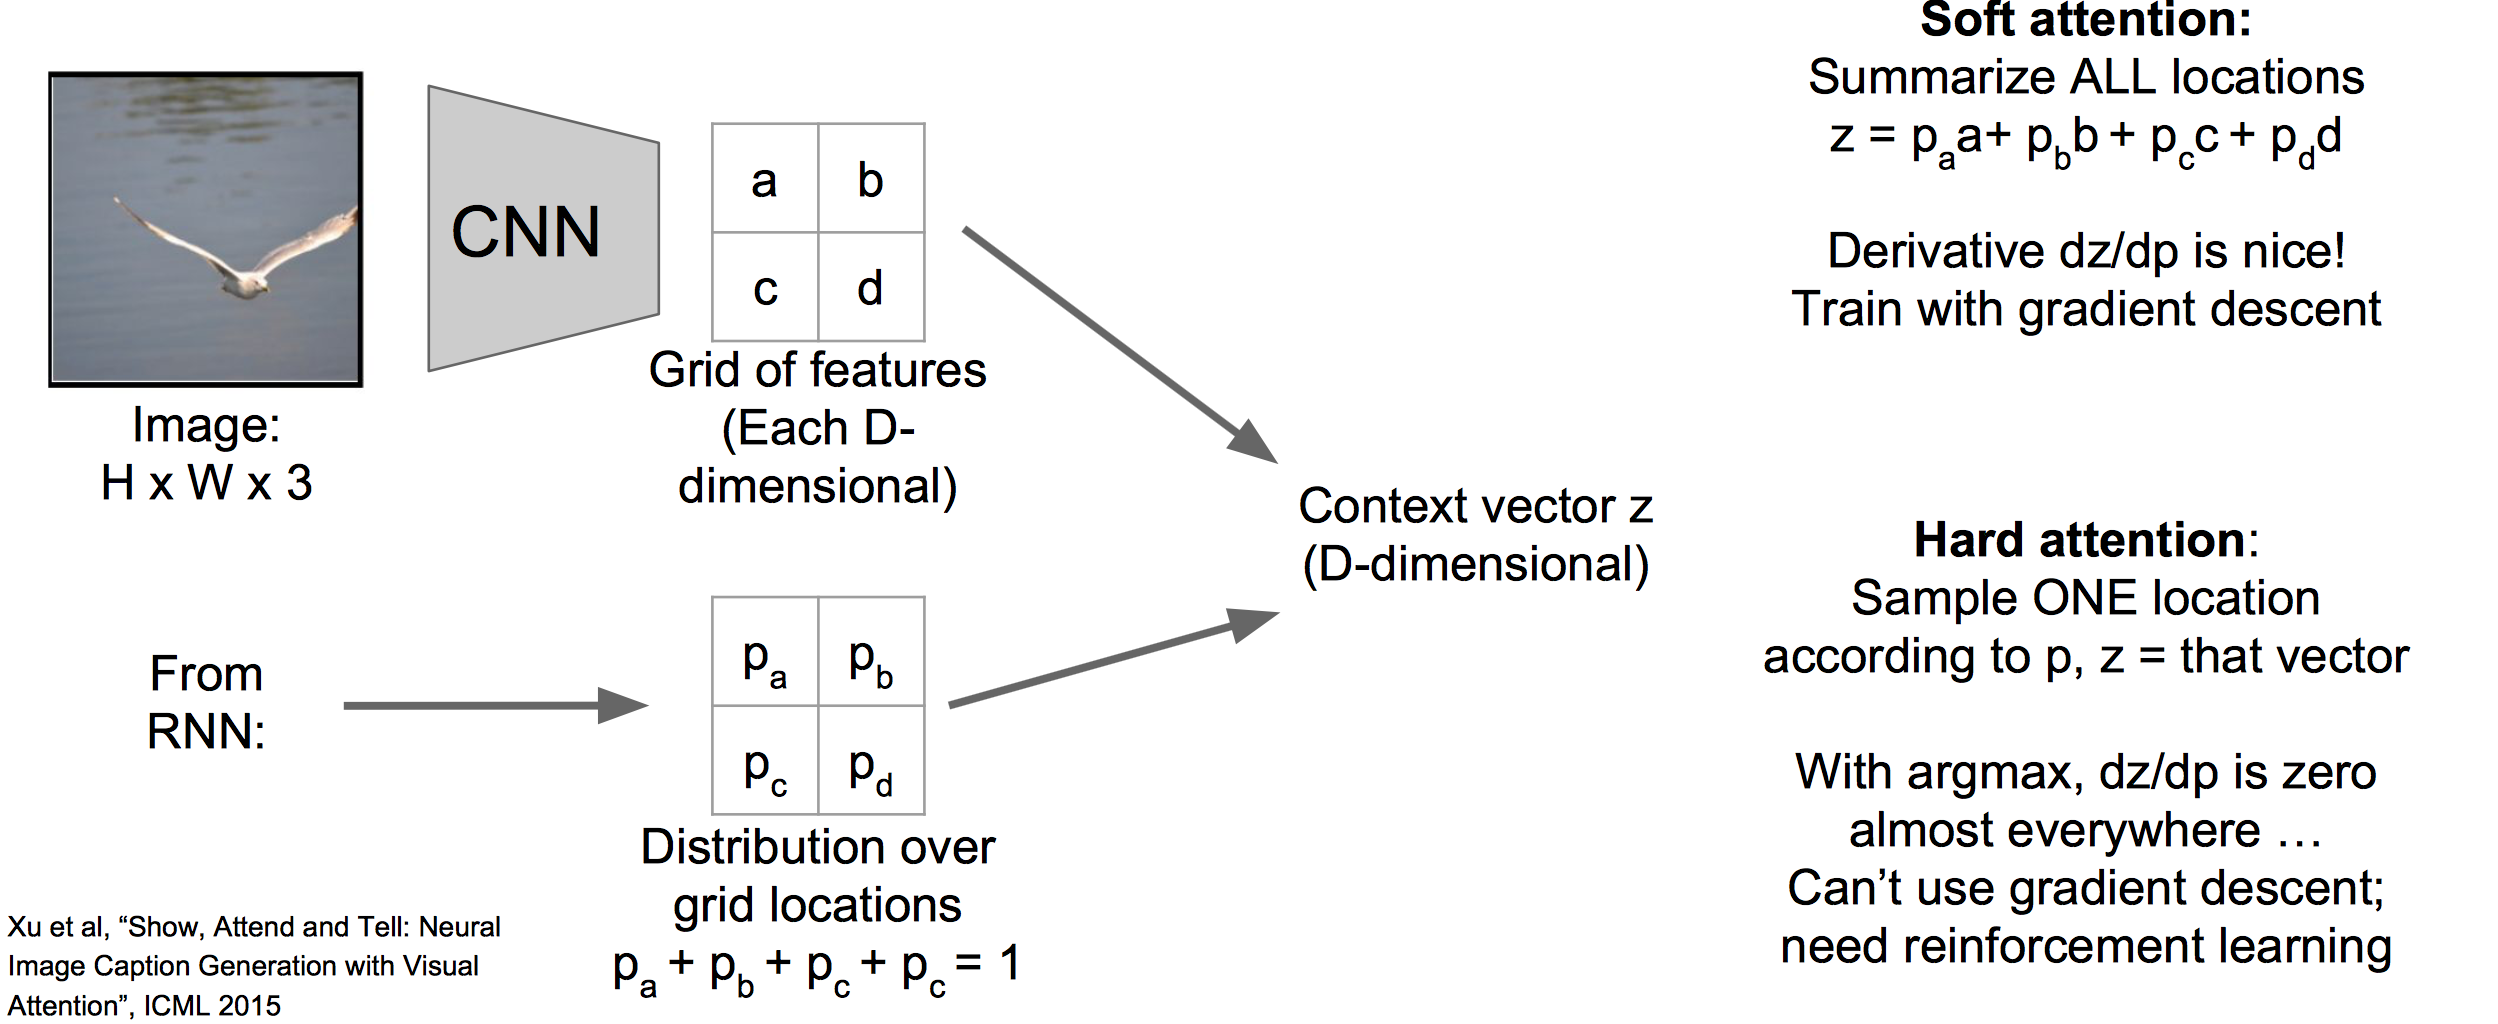 Soft attention:
Summarize ALL locations
z = pₐa+ p_bb + p_cc + p_dd
Derivative dz/dp is nice!
Train with gradient descent
CNN
a b
c d
Image:
H x W x 3
Grid of features
(Each D-
dimensional)
Context vector z
(D-dimensional)
From
RNN:
p_a p_b
p_c p_d
Distribution over
grid locations
p_a + p_b + p_c + p_c = 1
Hard attention:
Sample ONE location
according to p, z = that vector
With argmax, dz/dp is zero
almost everywhere …
Can’t use gradient descent;
need reinforcement learning
Xu et al, “Show, Attend and Tell: Neural
Image Caption Generation with Visual
Attention”, ICML 2015